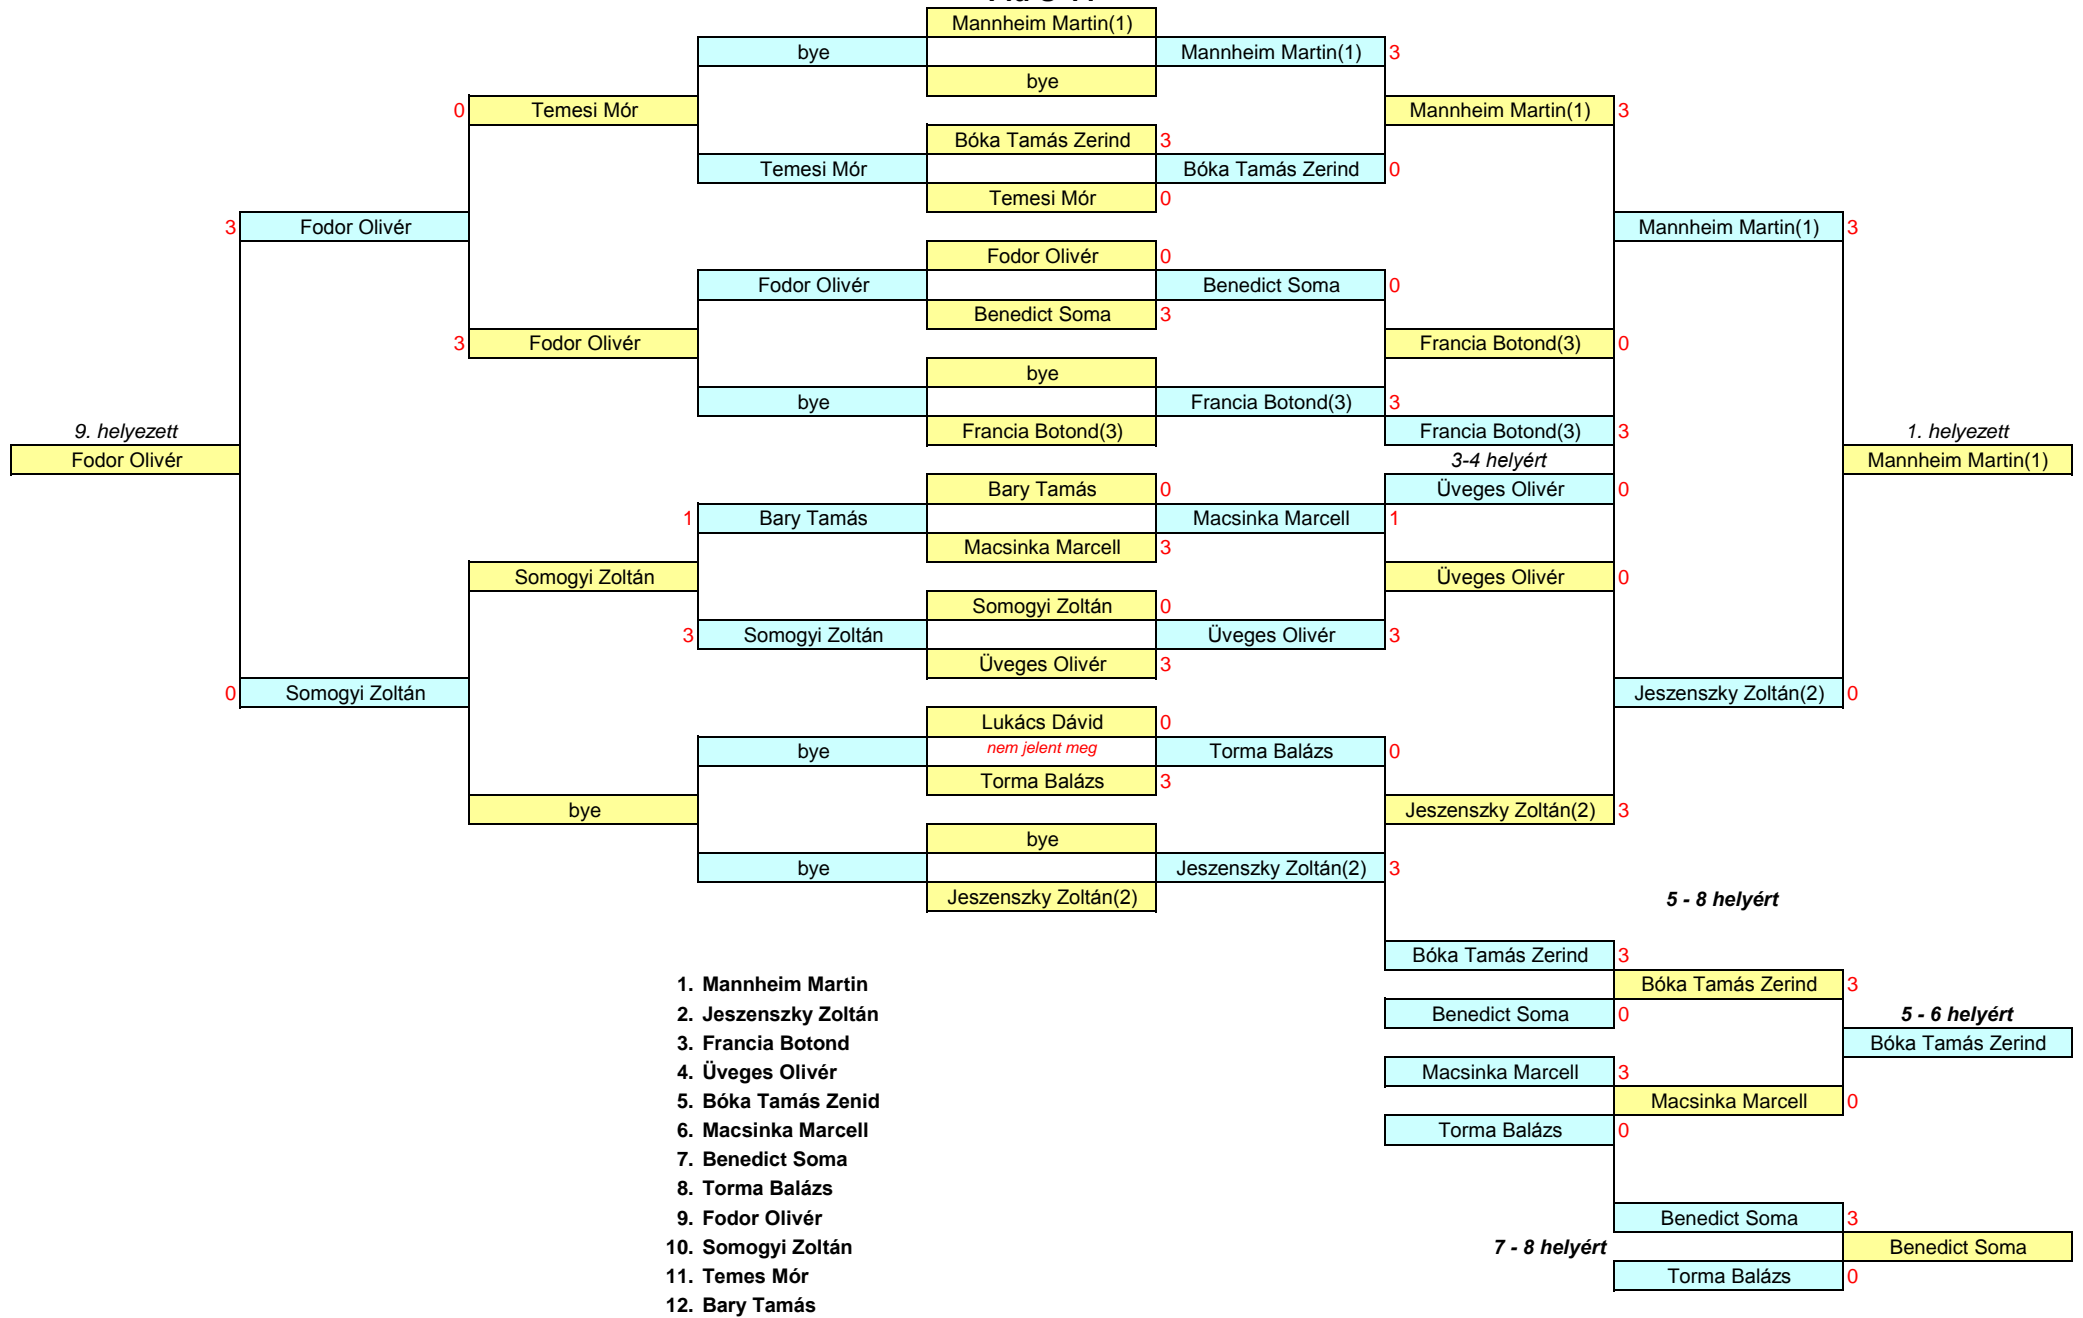 Mannheim Martin(1)
bye Mannheim Martin(1) 3
bye
0 Temesi Mór Mannheim Martin(1) 3
Bóka Tamás Zerind 3
Temesi Mór Bóka Tamás Zerind 0
Temesi Mór 0
3 Fodor Olivér Mannheim Martin(1) 3
Fodor Olivér 0
Fodor Olivér Benedict Soma 0
Benedict Soma 3
3 Fodor Olivér Francia Botond(3) 0
bye
bye Francia Botond(3) 3
9. helyezett Francia Botond(3) Francia Botond(3) 3 1. helyezett
Fodor Olivér 3-4 helyért Mannheim Martin(1)
Bary Tamás 0 Üveges Olivér 0
1 Bary Tamás Macsinka Marcell 1
Macsinka Marcell 3
Somogyi Zoltán Üveges Olivér 0
Somogyi Zoltán 0
3 Somogyi Zoltán Üveges Olivér 3
Üveges Olivér 3
0 Somogyi Zoltán Jeszenszky Zoltán(2) 0
Lukács Dávid 0
bye nem jelent meg Torma Balázs 0
Torma Balázs 3
bye Jeszenszky Zoltán(2) 3
bye
bye Jeszenszky Zoltán(2) 3
Jeszenszky Zoltán(2) 5 - 8 helyért
Bóka Tamás Zerind 3
1. Mannheim Martin Bóka Tamás Zerind 3
2. Jeszenszky Zoltán Benedict Soma 0 5 - 6 helyért
3. Francia Botond Bóka Tamás Zerind
4. Üveges Olivér Macsinka Marcell 3
5. Bóka Tamás Zenid Macsinka Marcell 0
6. Macsinka Marcell Torma Balázs 0
7. Benedict Soma
8. Torma Balázs
9. Fodor Olivér Benedict Soma 3
10. Somogyi Zoltán 7 - 8 helyért Benedict Soma
11. Temes Mór Torma Balázs 0
12. Bary Tamás